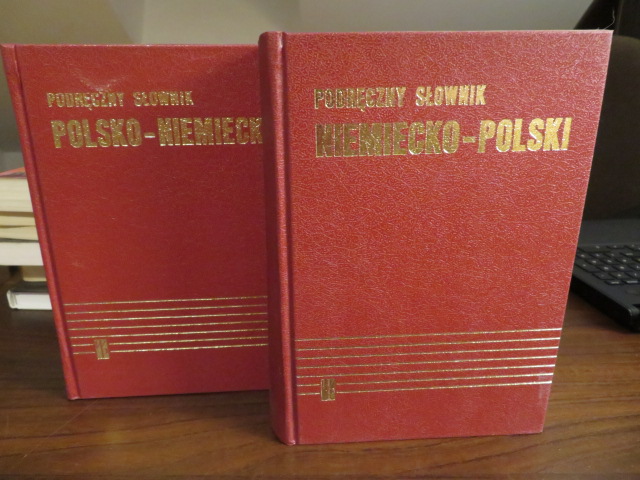 PODRĘCZNY SŁOWNIK
POLSKO-NIEMIECK
PODRĘCZNY SŁOWNIK
NIEMIECKO-POLSKI